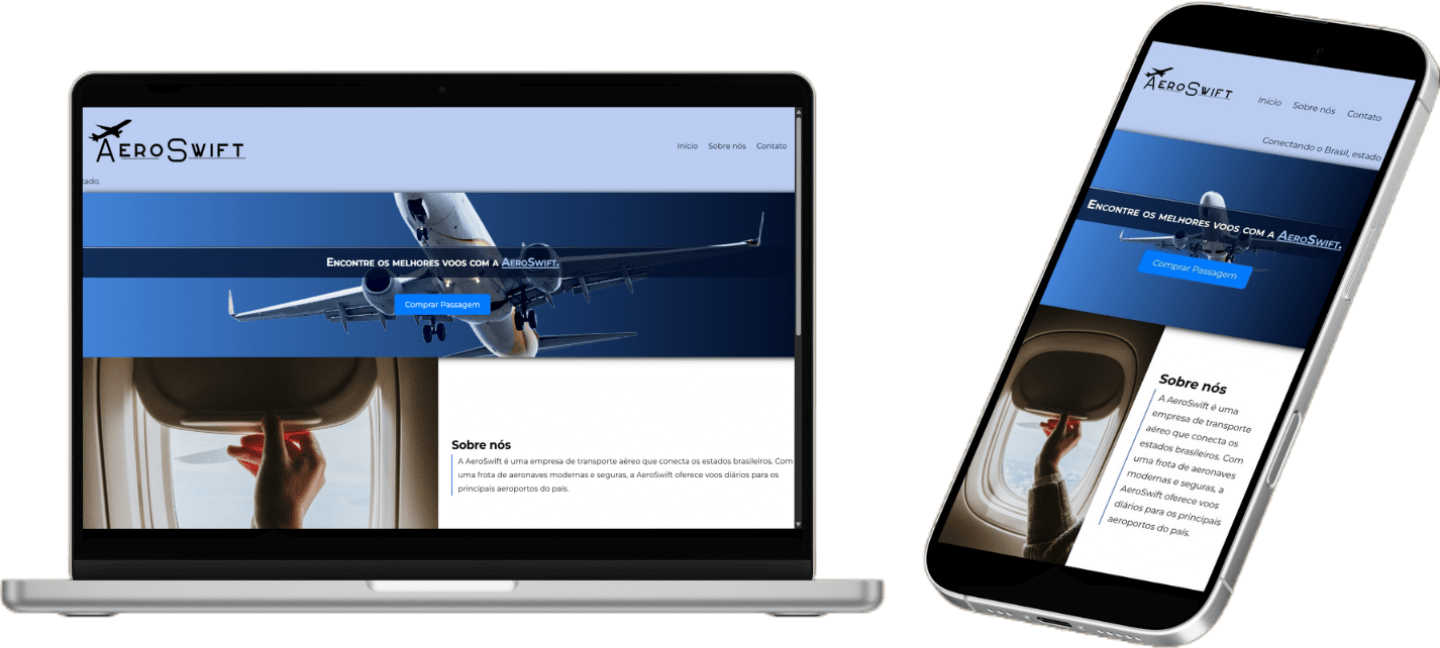 AeroSwift
Início Sobre nós Contato
tado.
Encontre os melhores voos com a AeroSwift.
Comprar Passagem
Sobre nós
A AeroSwift é uma empresa de transporte aéreo que conecta os estados brasileiros. Com
uma frota de aeronaves modernas e seguras, a AeroSwift oferece voos diários para os
principais aeroportos do país.
AeroSwift
Início Sobre nós Contato
Conectando o Brasil, estado
Encontre os melhores voos com a AeroSwift.
Comprar Passagem
Sobre nós
A AeroSwift é uma
empresa de transporte
aéreo que conecta os
estados brasileiros. Com
uma frota de aeronaves
modernas e seguras, a
AeroSwift oferece voos
diários para os principais
aeroportos do país.